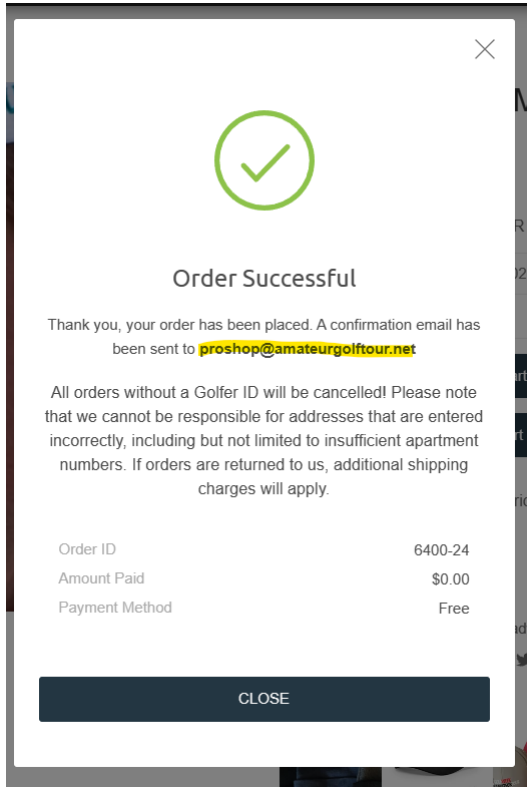 Order Successful
Thank you, your order has been placed. A confirmation email has
been sent to proshop@amateurgolftour.net
All orders without a Golfer ID will be cancelled! Please note
that we cannot be responsible for addresses that are entered
incorrectly, including but not limited to insufficient apartment
numbers. If orders are returned to us, additional shipping
charges will apply.
Order ID 6400-24
Amount Paid $0.00
Payment Method Free
CLOSE